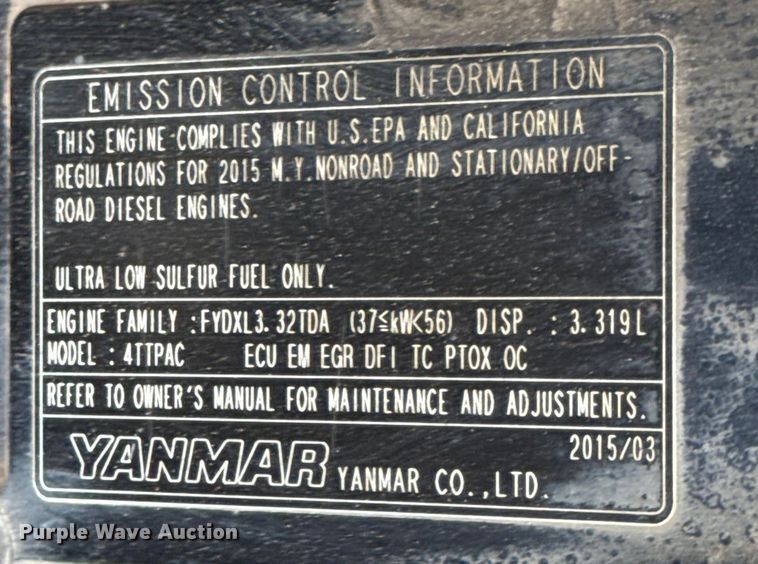 EMISSION CONTROL INFORMATION
THIS ENGINE COMPLIES WITH U.S.EPA AND CALIFORNIA
REGULATIONS FOR 2015 M.Y.NONROAD AND STATIONARY/OFF-
ROAD DIESEL ENGINES.
ULTRA LOW SULFUR FUEL ONLY.
ENGINE FAMILY :FYDXL3.32TDA (37≦kW<56) DISP. : 3.319L
MODEL : 4TTPAC ECU EM EGR DFI TC PTOX OC
REFER TO OWNER'S MANUAL FOR MAINTENANCE AND ADJUSTMENTS.
2015/03
YANMAR YANMAR CO.,LTD.
Purple Wave Auction